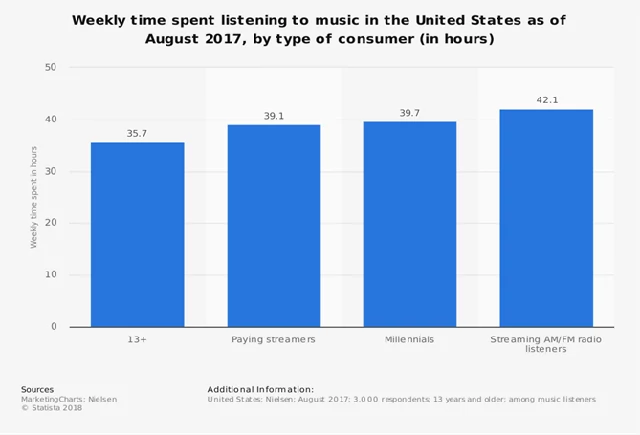 Weekly time spent listening to music in the United States as of
August 2017, by type of consumer (in hours)
Weekly time spent in hours
50
40
30
20
10
0
35.7
39.1
39.7
42.1
13+
Paying streamers
Millennials
Streaming AM/FM radio
listeners
Sources
MarketingCharts; Nielsen
© Statista 2018
Additional Information:
United States; Nielsen; August 2017; 3,000 respondents; 13 years and older; among music listeners